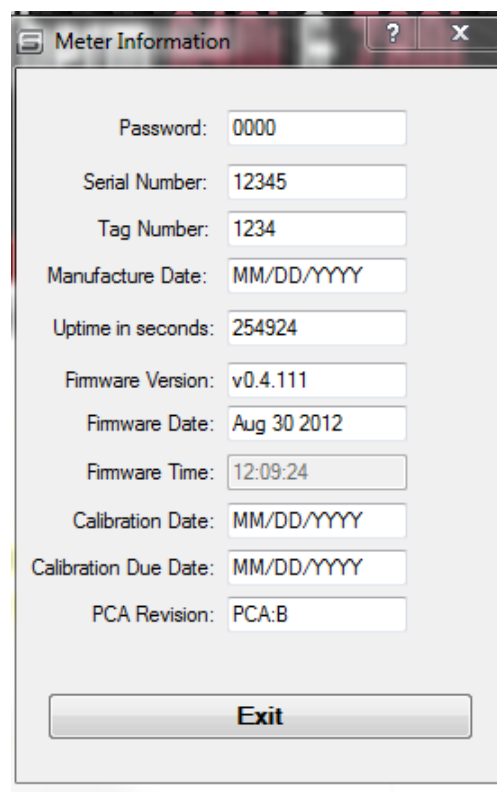 Meter Information
? x
Password: 0000
Serial Number: 12345
Tag Number: 1234
Manufacture Date: MM/DD/YYYY
Uptime in seconds: 254924
Firmware Version: v0.4.111
Firmware Date: Aug 30 2012
Firmware Time: 12:09:24
Calibration Date: MM/DD/YYYY
Calibration Due Date: MM/DD/YYYY
PCA Revision: PCA:B
Exit